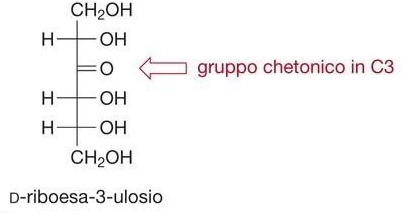 CH₂OH
H OH
=O gruppo chetonico in C3
H OH
H OH
CH₂OH
D-riboesa-3-ulosio